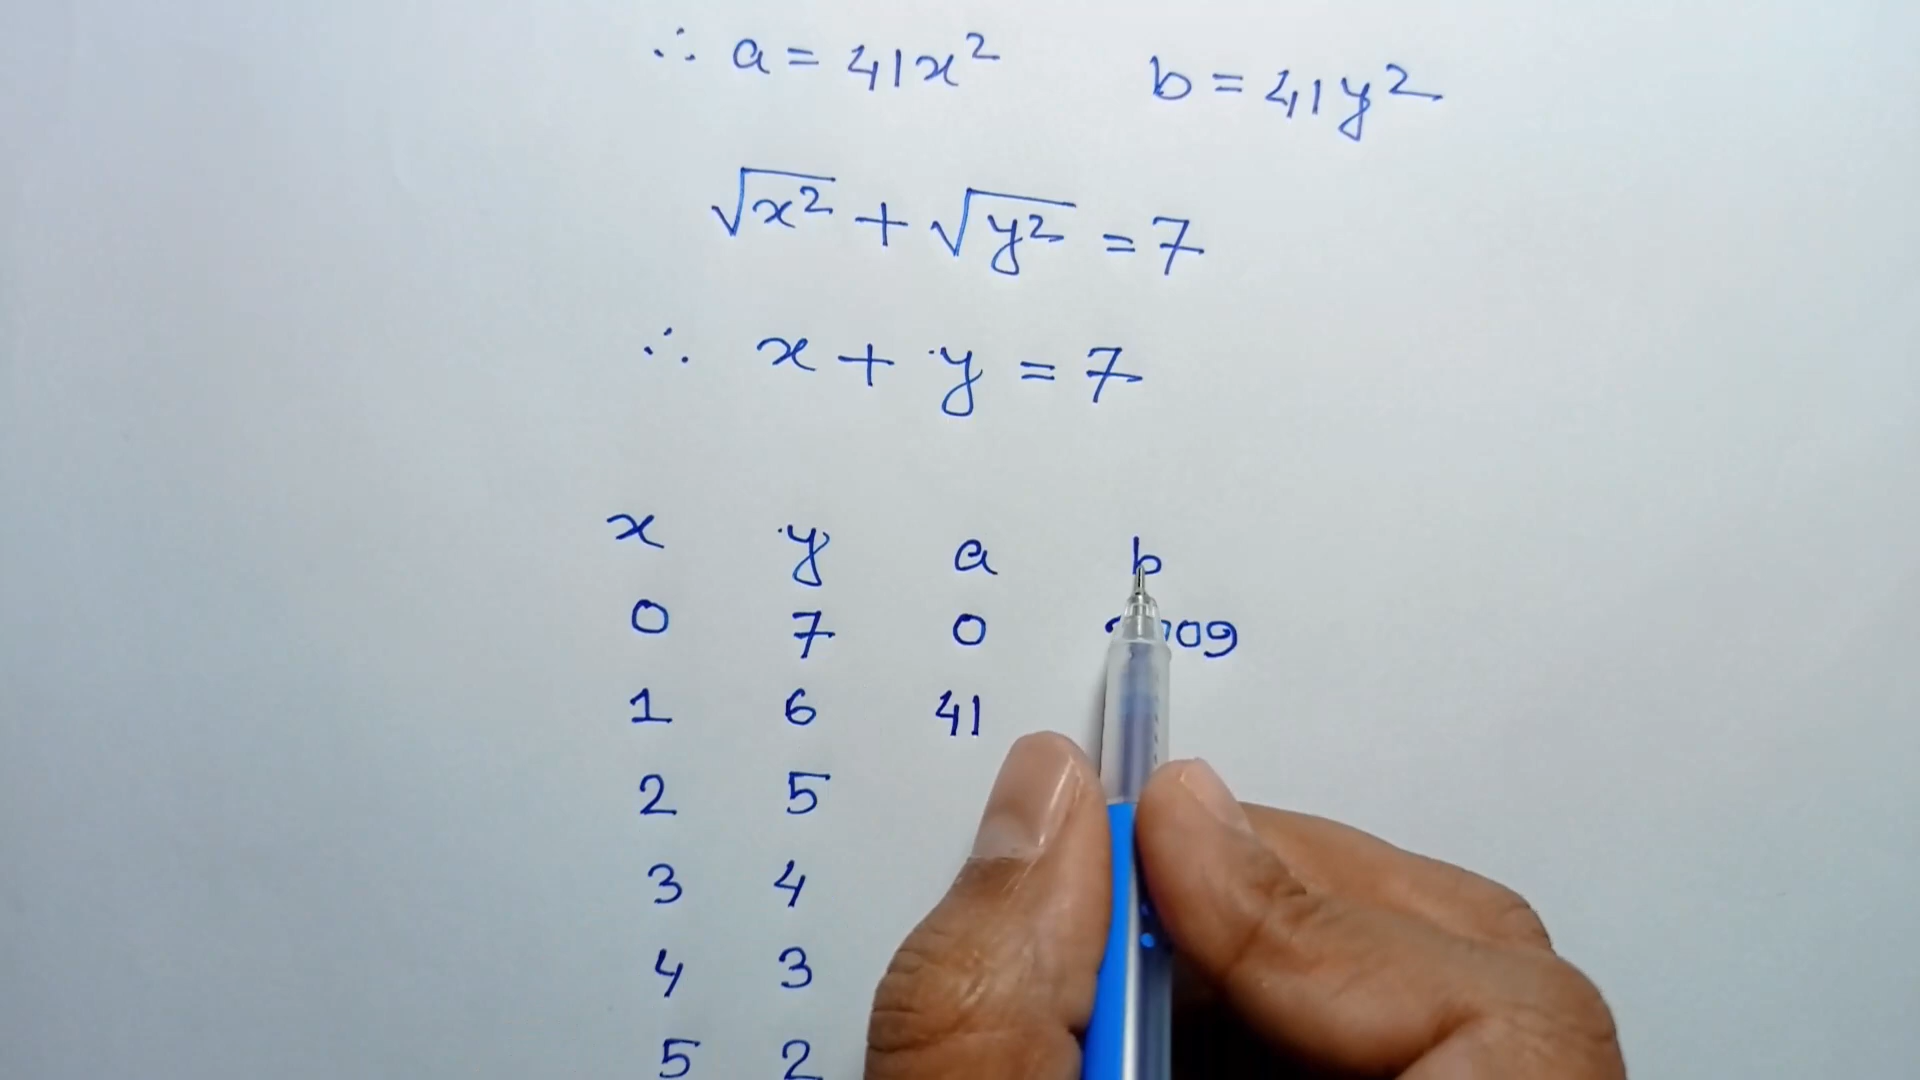 ∴ a = 41x² b = 41y²
√x² + √y² = 7
∴ x + y = 7
x y a b
0 7 0
1 6 41
2 5
3 4
4 3
5 2